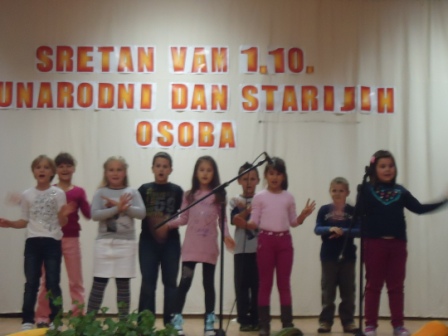 SRETAN VAM 1.10.
UNARODNI DAN STARIJIH
OSOBA